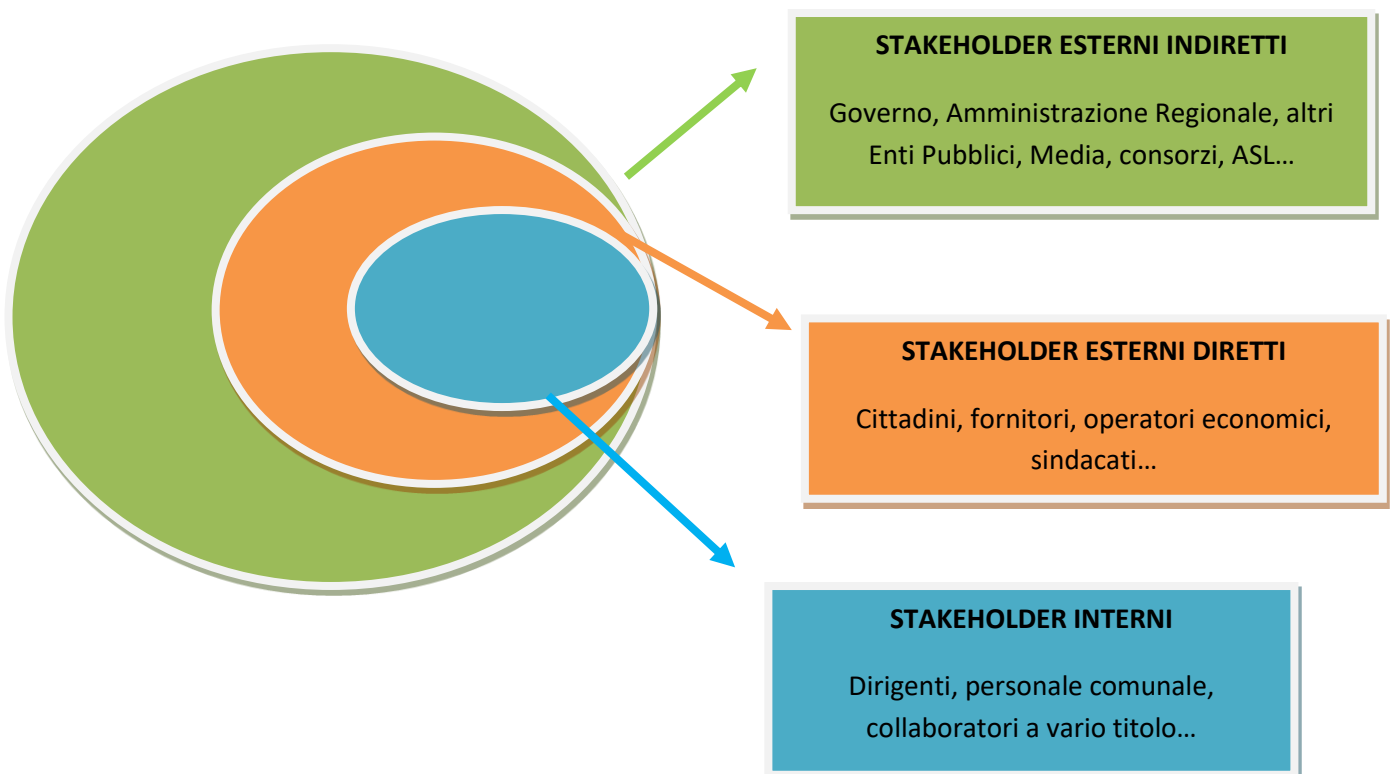 STAKEHOLDER ESTERNI INDIRETTI
Governo, Amministrazione Regionale, altri
Enti Pubblici, Media, consorzi, ASL…
STAKEHOLDER ESTERNI DIRETTI
Cittadini, fornitori, operatori economici,
sindacati…
STAKEHOLDER INTERNI
Dirigenti, personale comunale,
collaboratori a vario titolo…